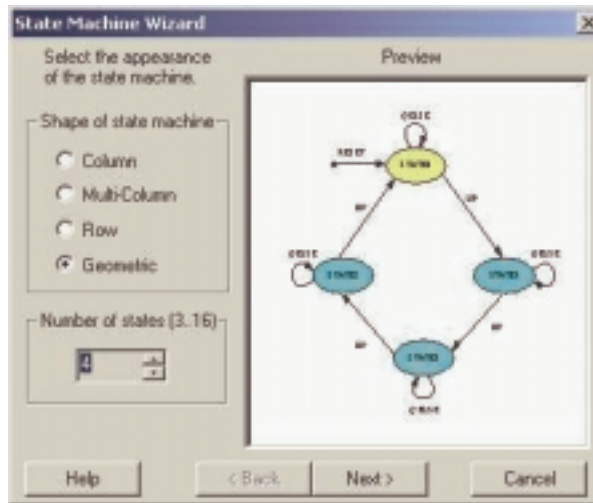 State Machine Wizard
Select the appearance
of the state machine.
Preview
Shape of state machine
Column
Multi-Column
Row
Geometric
Number of states (3..16)
4
RESET
Help
< Back
Next >
Cancel